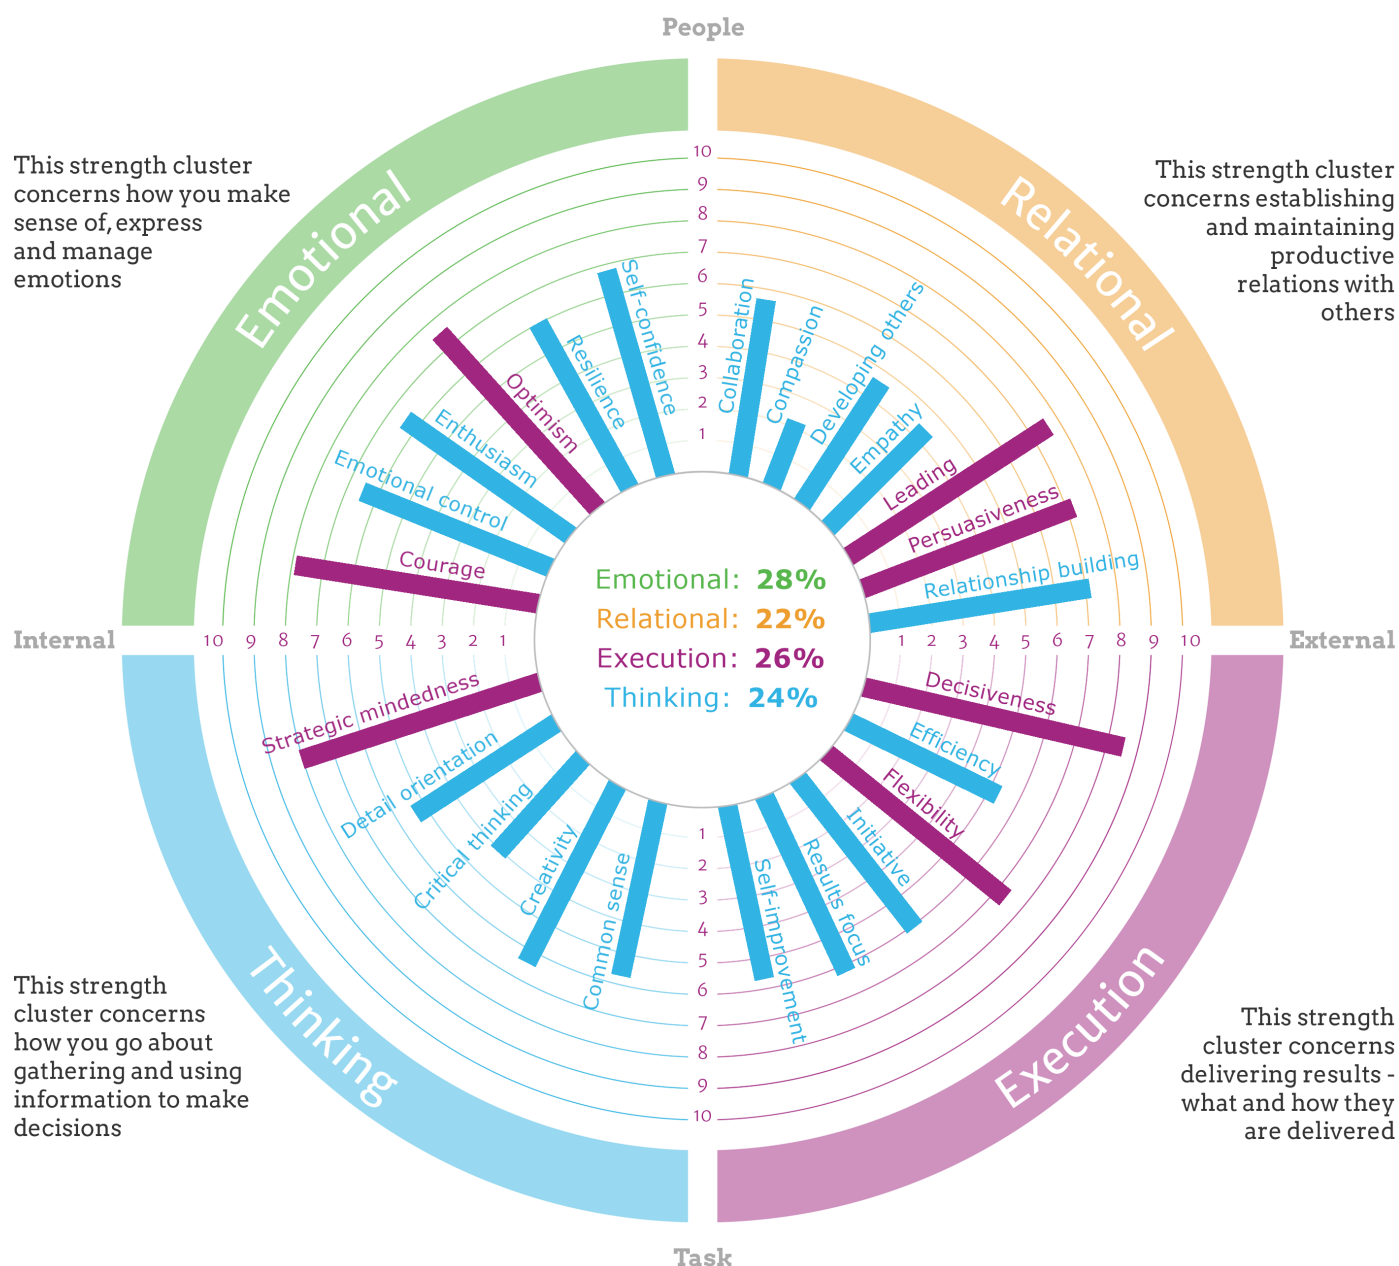 People
This strength cluster
concerns how you make
sense of, express
and manage
emotions
This strength cluster
concerns establishing
and maintaining
productive
relations with
others
Emotional
Relational
10
9
8
7
6
5
4
3
2
1
Self-confidence
Resilience
Optimism
Enthusiasm
Emotional control
Courage
Collaboration
Compassion
Developing others
Empathy
Leading
Persuasiveness
Relationship building
Emotional: 28%
Relational: 22%
Execution: 26%
Thinking: 24%
Internal
10 9 8 7 6 5 4 3 2 1
1 2 3 4 5 6 7 8 9 10
External
Strategic mindedness
Detail orientation
Critical thinking
Creativity
Common sense
Decisiveness
Efficiency
Flexibility
Initiative
Results focus
Self-improvement
1
2
3
4
5
6
7
8
9
10
Thinking
Execution
This strength
cluster concerns
how you go about
gathering and using
information to make
decisions
This strength
cluster concerns
delivering results -
what and how they
are delivered
Task